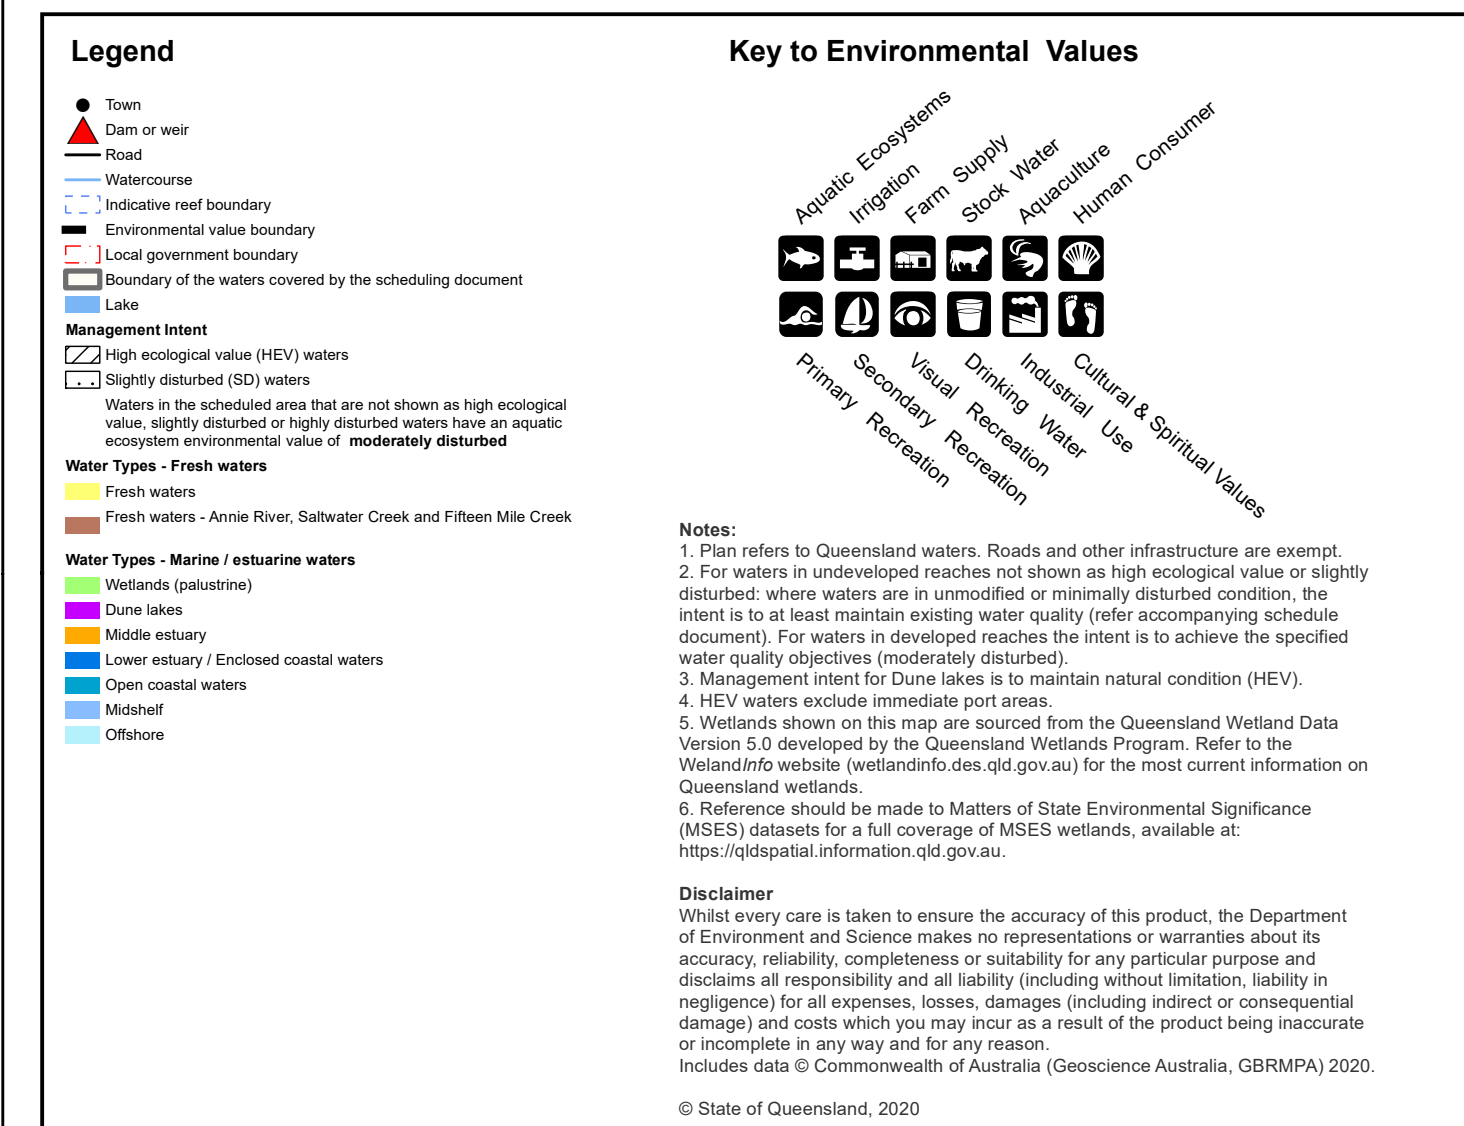 Legend
Town
Dam or weir
Road
Watercourse
Indicative reef boundary
Environmental value boundary
Local government boundary
Boundary of the waters covered by the scheduling document
Lake
Management Intent
High ecological value (HEV) waters
Slightly disturbed (SD) waters
Waters in the scheduled area that are not shown as high ecological
value, slightly disturbed or highly disturbed waters have an aquatic
ecosystem environmental value of moderately disturbed
Water Types - Fresh waters
Fresh waters
Fresh waters - Annie River, Saltwater Creek and Fifteen Mile Creek
Water Types - Marine / estuarine waters
Wetlands (palustrine)
Dune lakes
Middle estuary
Lower estuary / Enclosed coastal waters
Open coastal waters
Midshelf
Offshore
Key to Environmental Values
Aquatic Ecosystems
Irrigation
Farm Supply
Stock Water
Aquaculture
Human Consumer
Primary Recreation
Secondary Recreation
Visual Recreation
Drinking Water
Industrial Use
Cultural & Spiritual Values
Notes:
1. Plan refers to Queensland waters. Roads and other infrastructure are exempt.
2. For waters in undeveloped reaches not shown as high ecological value or slightly
disturbed: where waters are in unmodified or minimally disturbed condition, the
intent is to at least maintain existing water quality (refer accompanying schedule
document). For waters in developed reaches the intent is to achieve the specified
water quality objectives (moderately disturbed).
3. Management intent for Dune lakes is to maintain natural condition (HEV).
4. HEV waters exclude immediate port areas.
5. Wetlands shown on this map are sourced from the Queensland Wetland Data
Version 5.0 developed by the Queensland Wetlands Program. Refer to the
WelandInfo website (wetlandinfo.des.qld.gov.au) for the most current information on
Queensland wetlands.
6. Reference should be made to Matters of State Environmental Significance
(MSES) datasets for a full coverage of MSES wetlands, available at:
https://qldspatial.information.qld.gov.au.
Disclaimer
Whilst every care is taken to ensure the accuracy of this product, the Department
of Environment and Science makes no representations or warranties about its
accuracy, reliability, completeness or suitability for any particular purpose and
disclaims all responsibility and all liability (including without limitation, liability in
negligence) for all expenses, losses, damages (including indirect or consequential
damage) and costs which you may incur as a result of the product being inaccurate
or incomplete in any way and for any reason.
Includes data © Commonwealth of Australia (Geoscience Australia, GBRMPA) 2020.
© State of Queensland, 2020